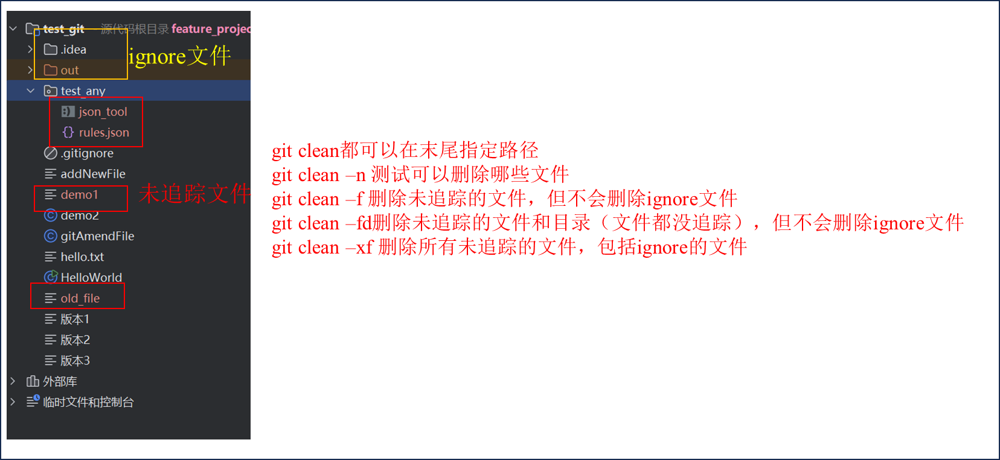 test_git 源代码根目录 feature_projec
.idea
ignore文件
out
test_any
json_tool
rules.json
.gitignore
addNewFile
demo1
未追踪文件
demo2
gitAmendFile
hello.txt
HelloWorld
old_file
版本1
版本2
版本3
外部库
临时文件和控制台
git clean都可以在末尾指定路径
git clean –n 测试可以删除哪些文件
git clean –f 删除未追踪的文件，但不会删除ignore文件
git clean –fd删除未追踪的文件和目录（文件都没追踪），但不会删除ignore文件
git clean –xf 删除所有未追踪的文件，包括ignore的文件